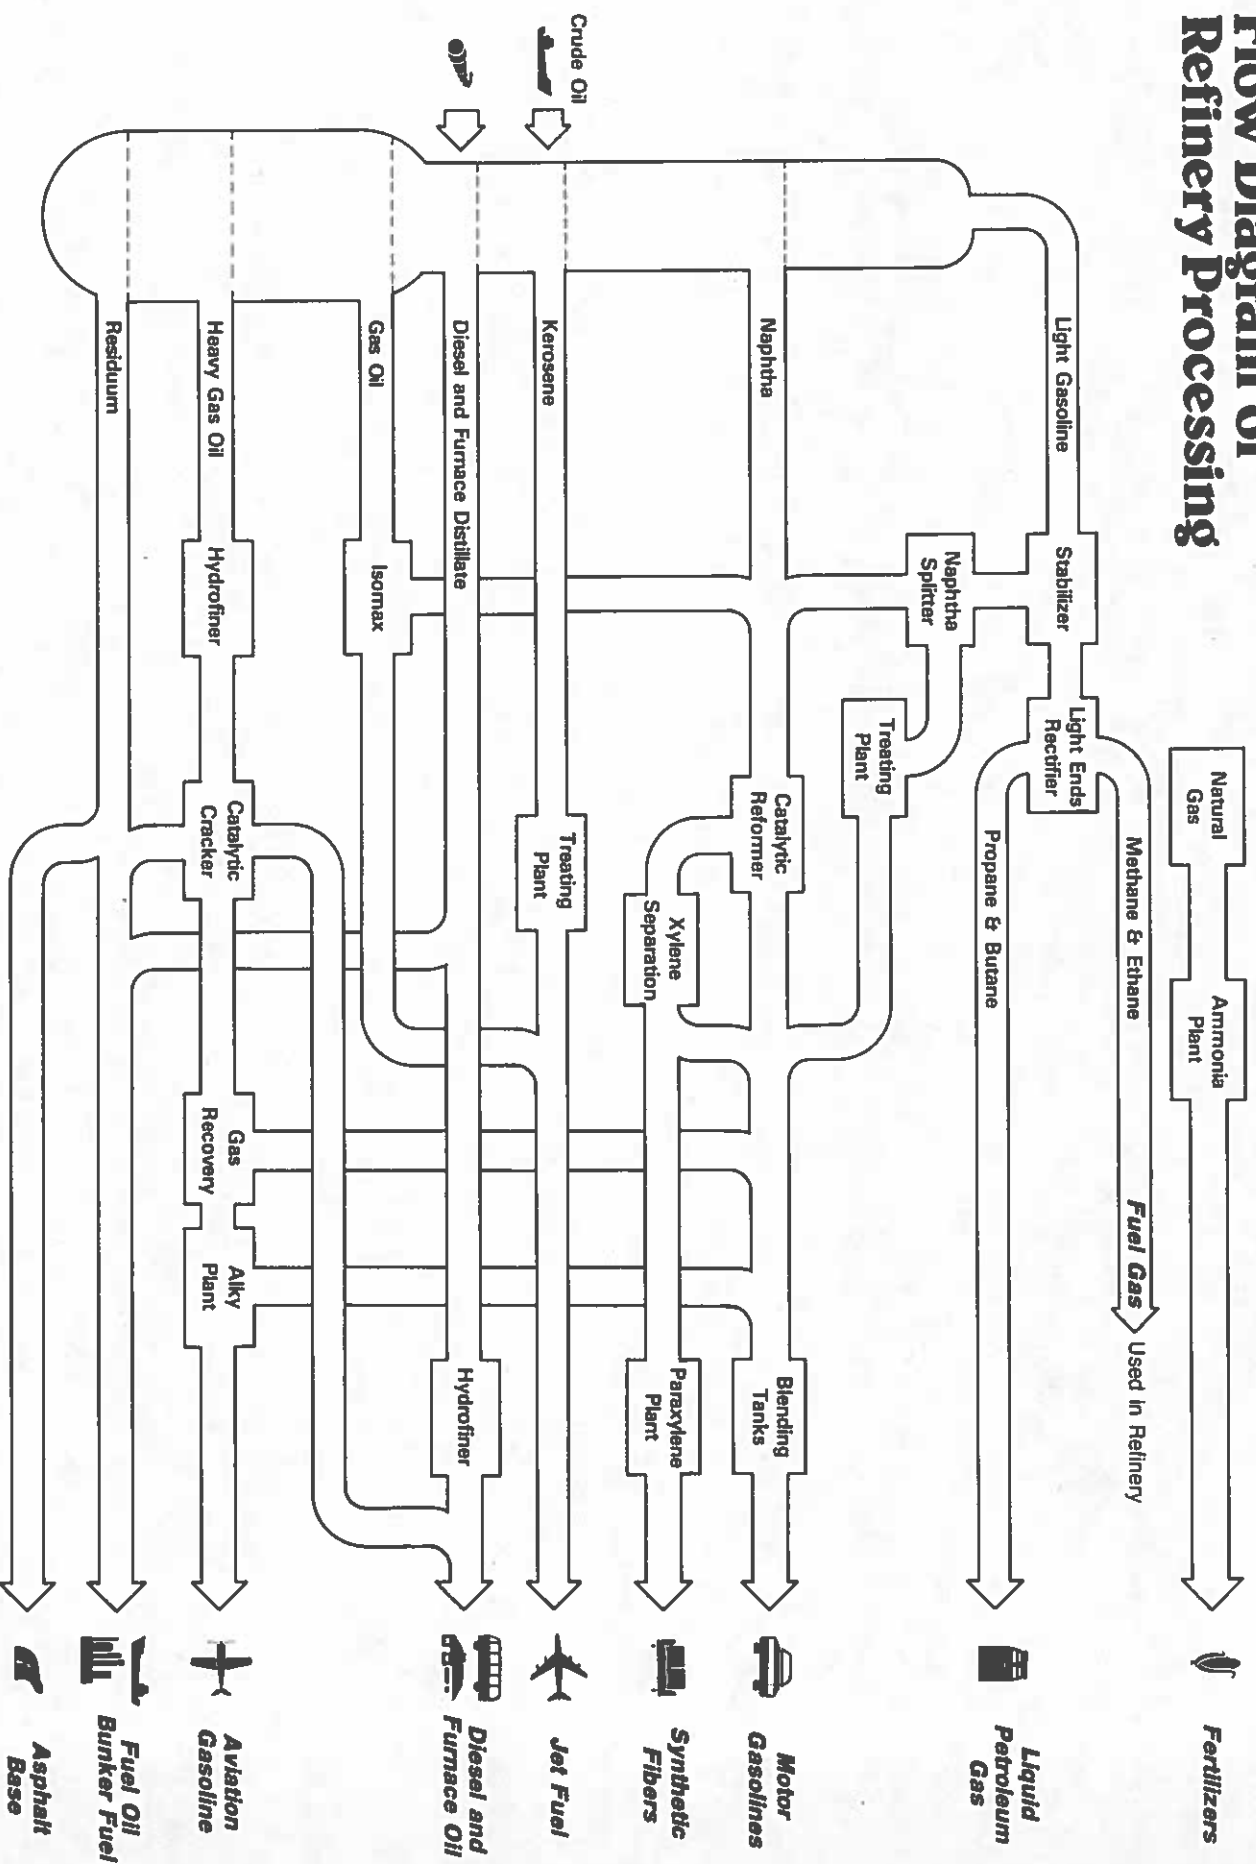 Flow Diagram of
Refinery Processing
Natural
Gas
Ammonia
Plant
Fertilizers
Methane & Ethane
Fuel Gas
Used in Refinery
Light Gasoline
Stabilizer
Light Ends
Rectifier
Propane & Butane
Liquid
Petroleum
Gas
Naphtha
Splitter
Treating
Plant
Naphtha
Catalytic
Reformer
Blending
Tanks
Motor
Gasolines
Xylene
Separation
Paraxylene
Plant
Synthetic
Fibers
Crude Oil
Kerosene
Treating
Plant
Jet Fuel
Diesel and Furnace Distillate
Hydrofiner
Diesel and
Furnace Oil
Gas Oil
Isomax
Heavy Gas Oil
Hydrofiner
Catalytic
Cracker
Gas
Recovery
Alky
Plant
Aviation
Gasoline
Residuum
Fuel Oil
Bunker Fuel
Asphalt
Base